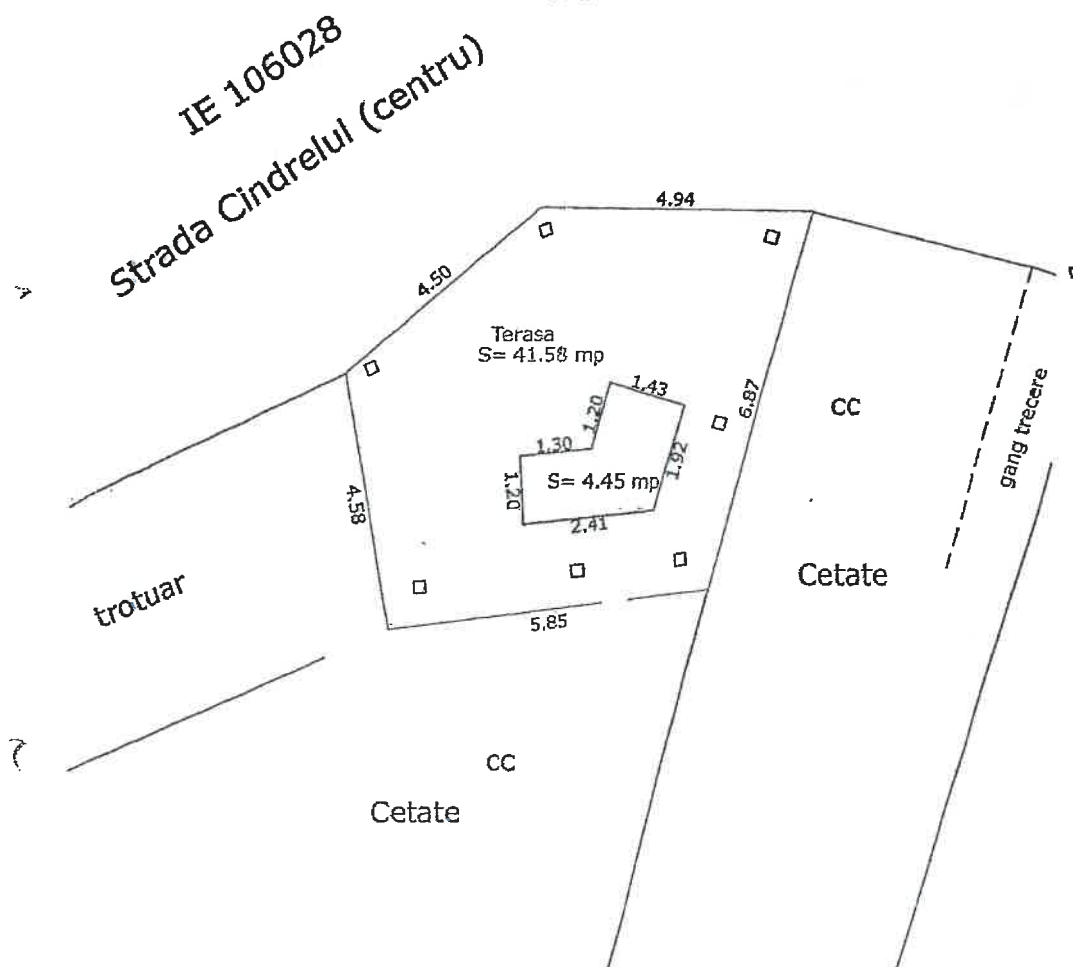 IE 106028
Strada Cindrelul (centru)
4.94
4.50
Terasa
S= 41.58 mp
1.43
1.20
6.87
cc
gang trecere
1.30
1.92
1.20
S= 4.45 mp
4.58
2.41
Cetate
trotuar
5.85
cc
Cetate